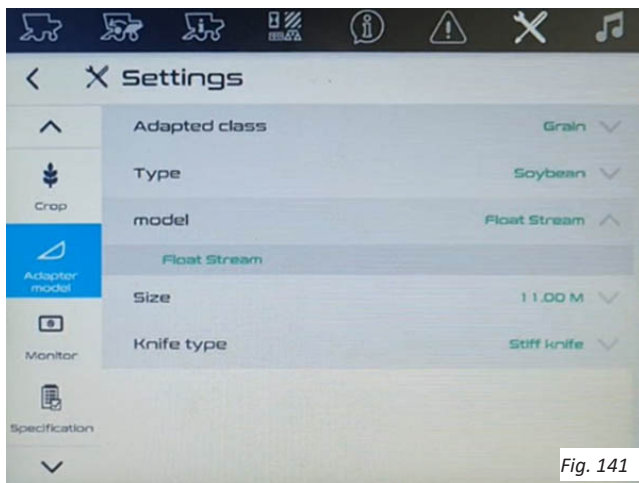 Settings
Adapted class
Grain
Type
Soybean
Crop
model
Float Stream
Float Stream
Adapter
model
Size
11.00 M
Knife type
Stiff knife
Monitor
Specification
Fig. 141